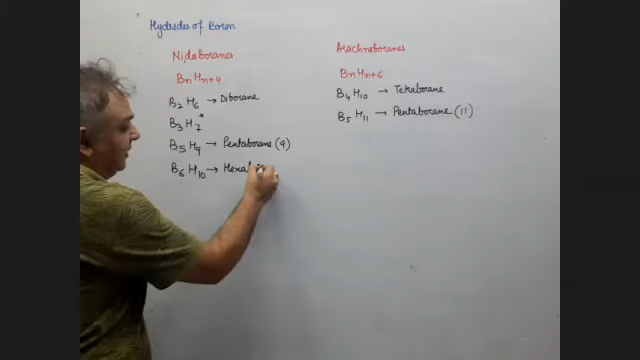 Hydrides of Boron
Nidoboranes
BnHn+4
B2H6 → Diborane
B3H7*
B5H9 → Pentaborane (9)
B6H10 → Hexa
Arachnoboranes
BnHn+6
B4H10 → Tetraborane
B5H11 → Pentaborane (11)